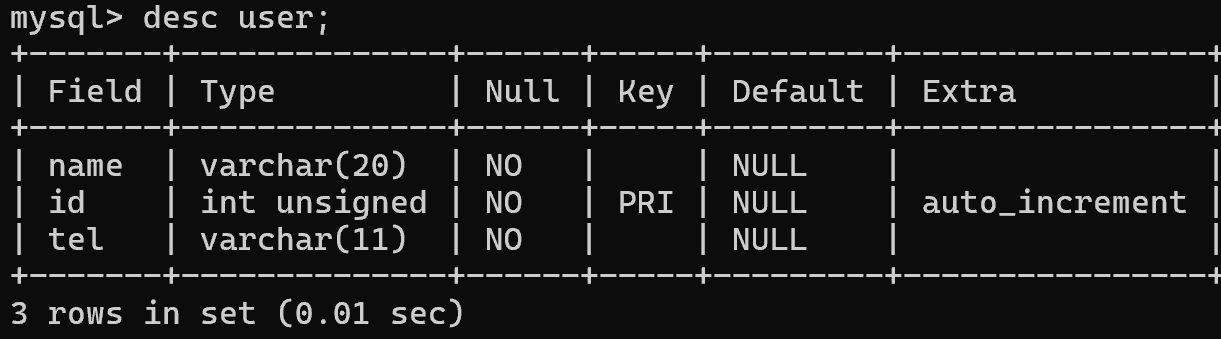 mysql> desc user;
+-------+--------------+------+-----+---------+----------------+
| Field | Type         | Null | Key | Default | Extra          |
+-------+--------------+------+-----+---------+----------------+
| name  | varchar(20)  | NO   |     | NULL    |                |
| id    | int unsigned | NO   | PRI | NULL    | auto_increment |
| tel   | varchar(11)  | NO   |     | NULL    |                |
+-------+--------------+------+-----+---------+----------------+
3 rows in set (0.01 sec)